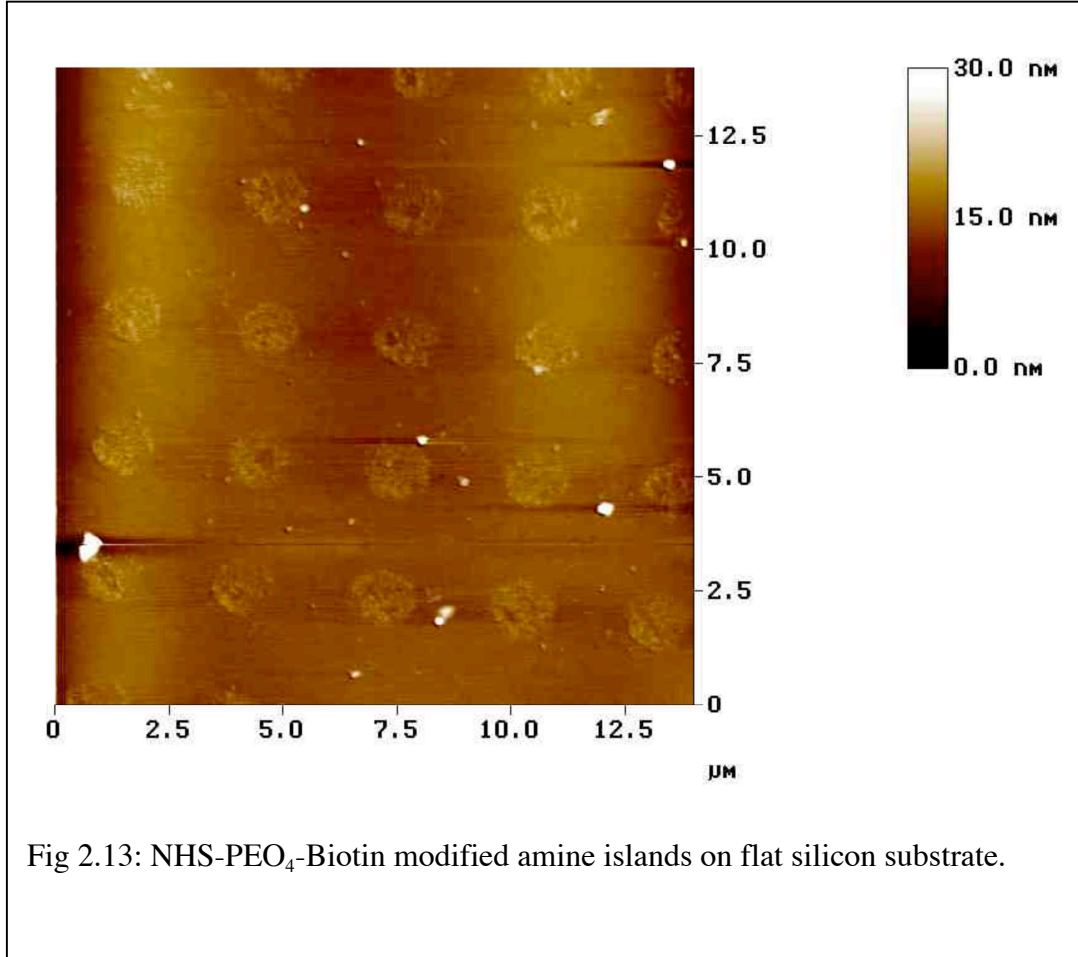 30.0 nm
15.0 nm
0.0 nm
12.5
10.0
7.5
5.0
2.5
0
0 2.5 5.0 7.5 10.0 12.5
µm
Fig 2.13: NHS-PEO₄-Biotin modified amine islands on flat silicon substrate.